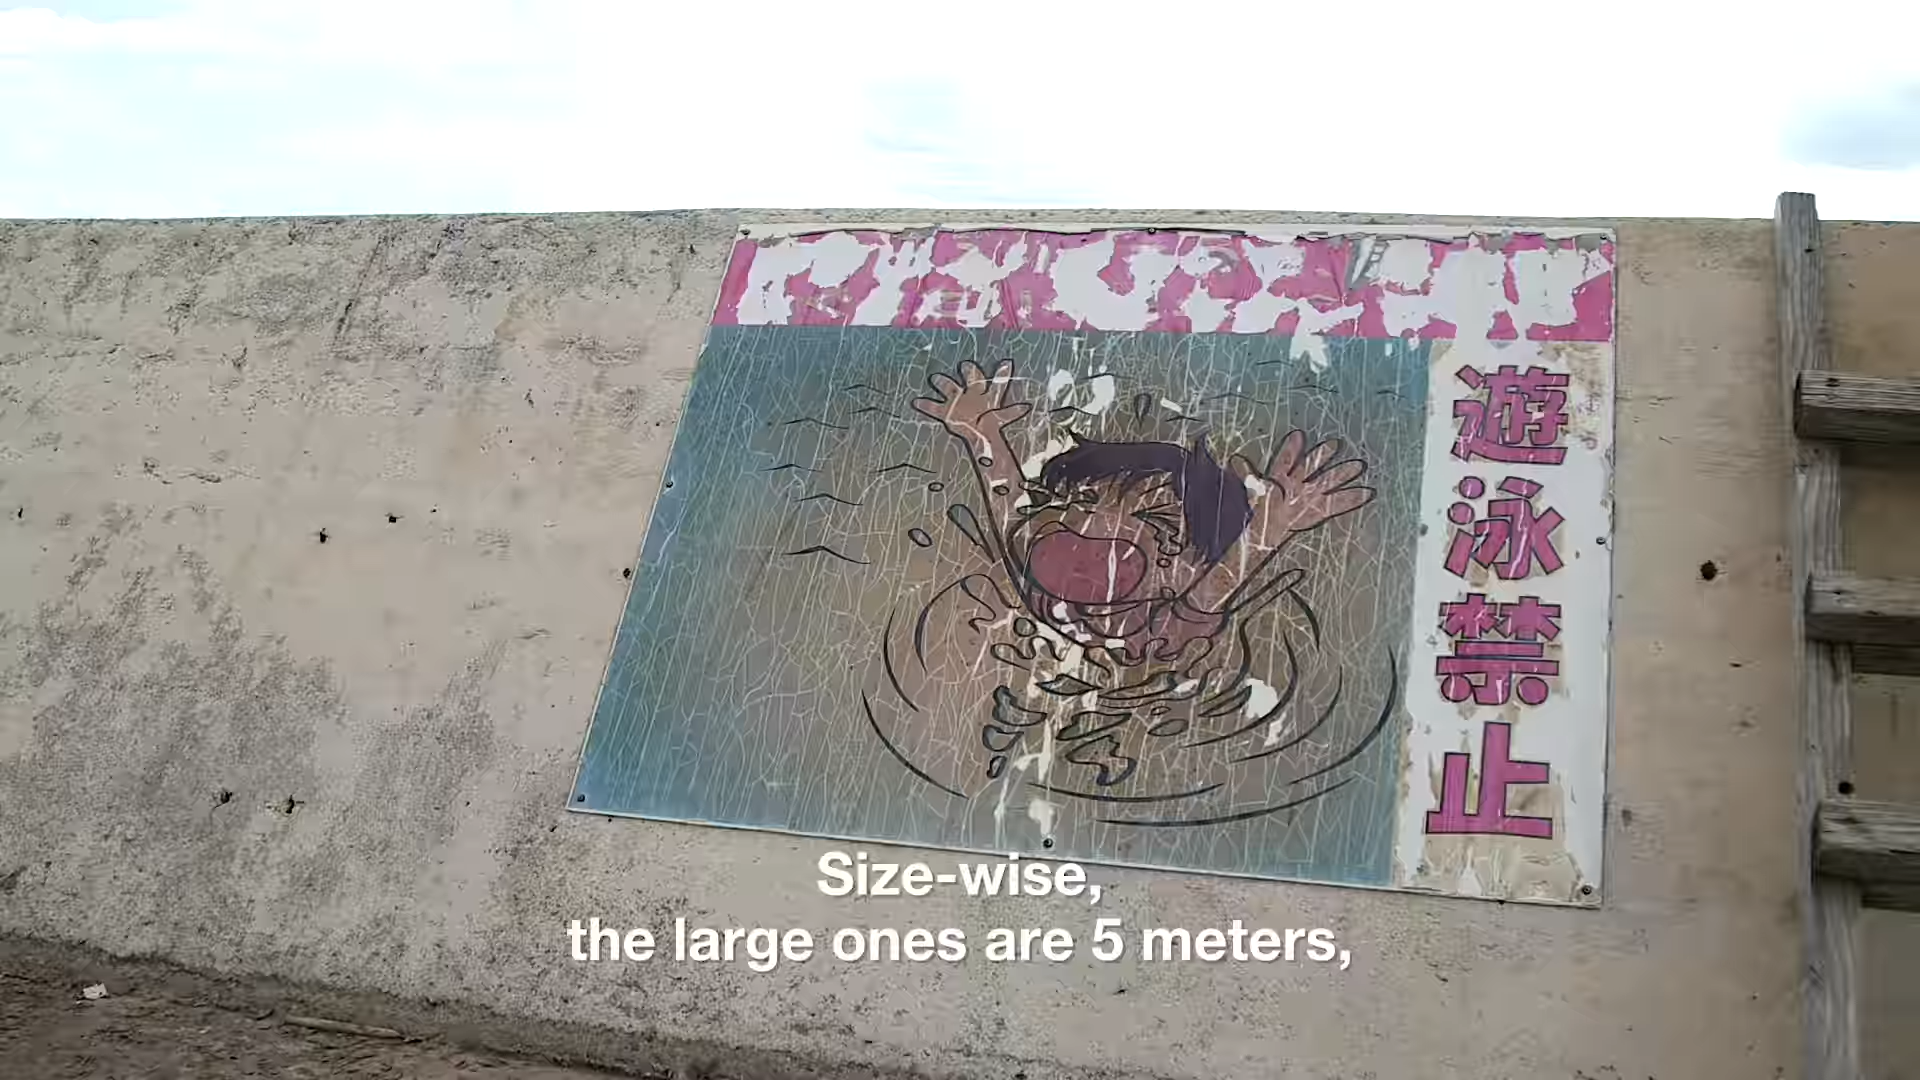 遊泳禁止
Size-wise,
the large ones are 5 meters,